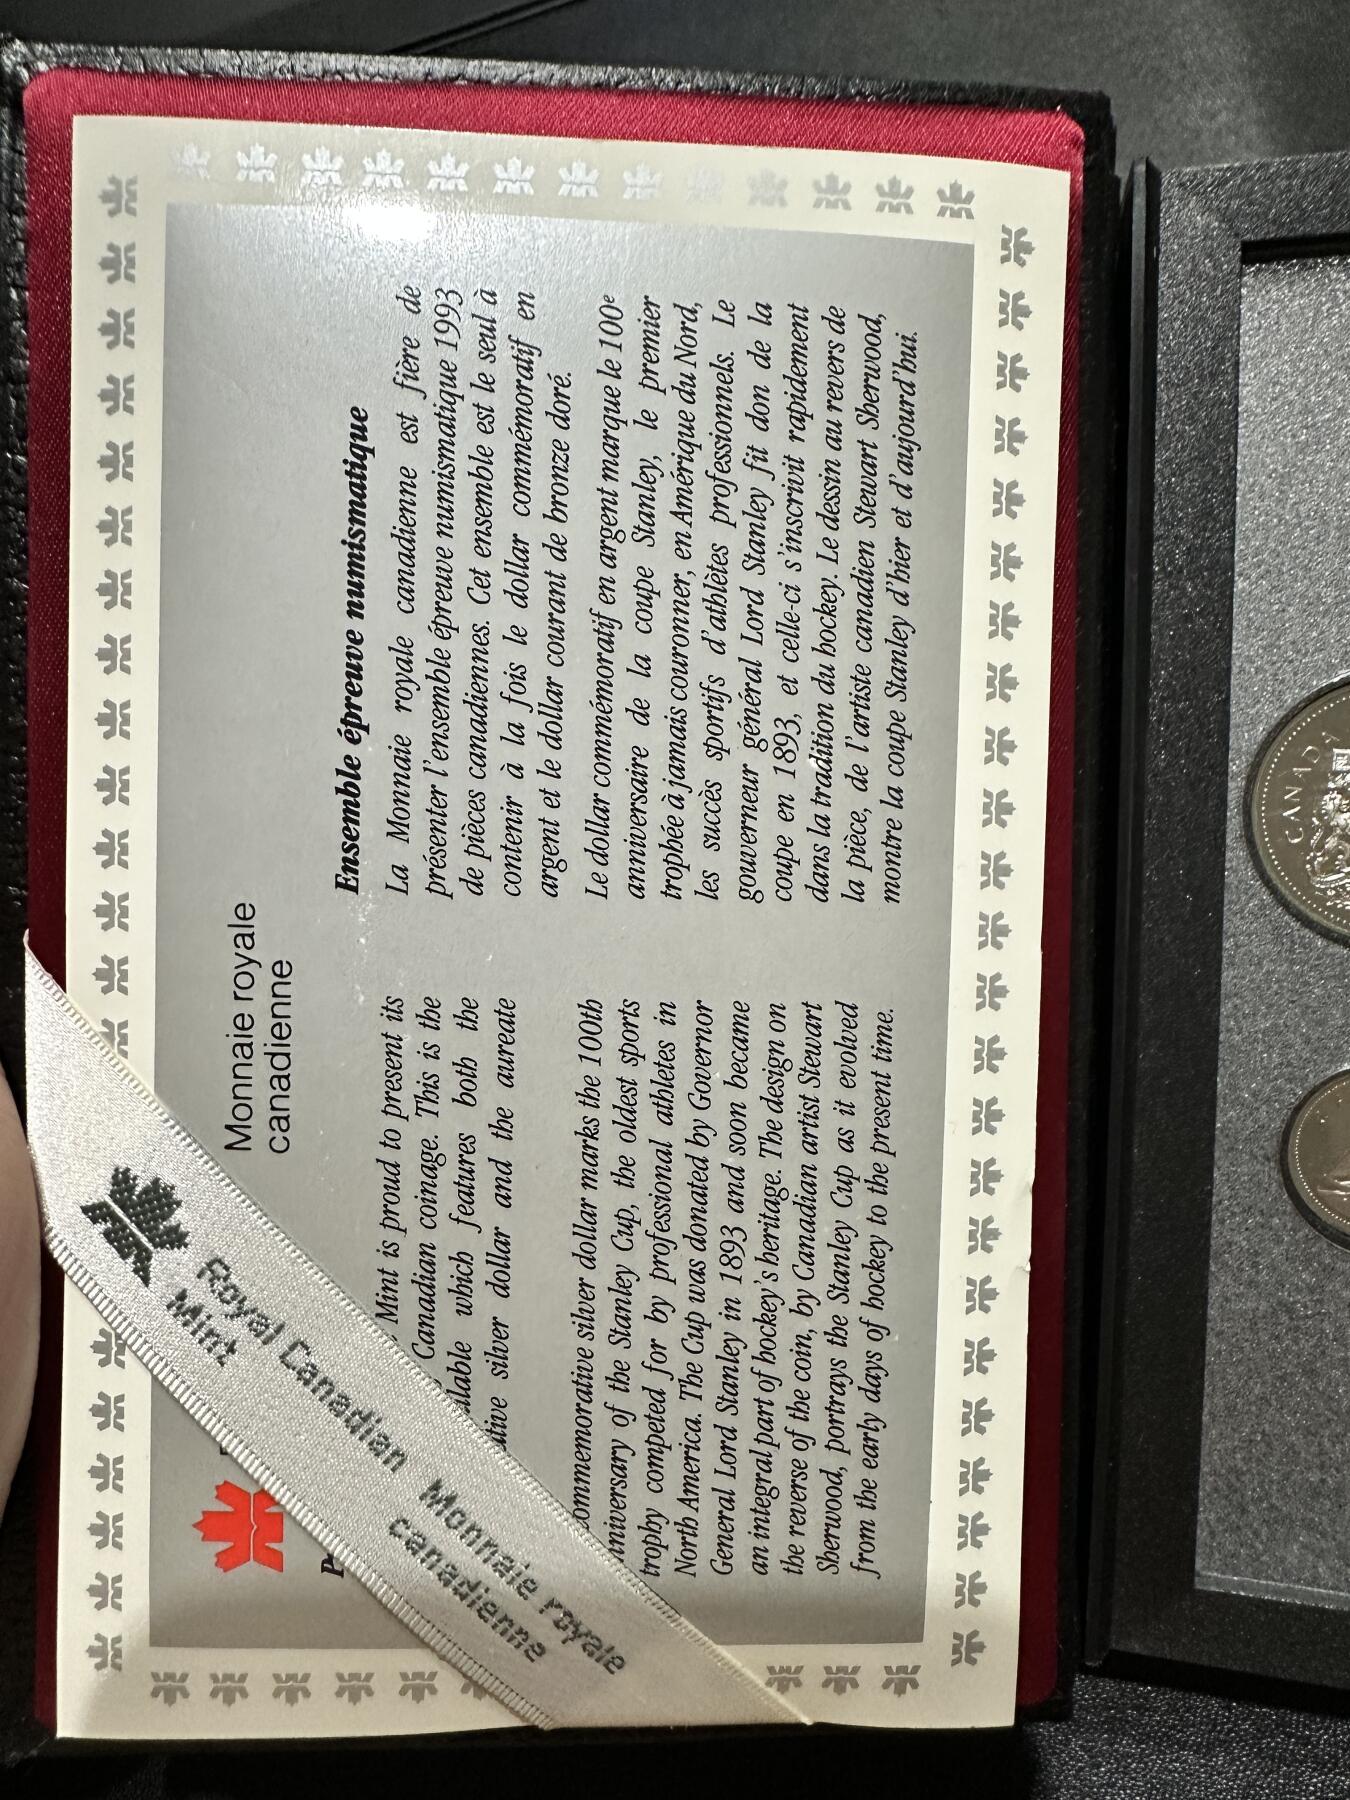 Royal Canadian
Mint
Monnaie royale
canadienne
Monnaie royale
canadienne
Mint is proud to present its
Canadian coinage. This is the
which features both the
silver dollar and the aureate
silver dollar marks the 100th
of the Stanley Cup, the oldest sports
trophy competed for by professional athletes in
North America. The Cup was donated by Governor
General Lord Stanley in 1893 and soon became
an integral part of hockey's heritage. The design on
the reverse of the coin, by Canadian artist Stewart
Sherwood, portrays the Stanley Cup as it evolved
from the early days of hockey to the present time.
Ensemble épreuve numismatique
La Monnaie royale canadienne est fière de
présenter l'ensemble épreuve numismatique 1993
de pièces canadiennes. Cet ensemble est le seul à
contenir à la fois le dollar commémoratif en
argent et le dollar courant de bronze doré.
Le dollar commémoratif en argent marque le 100e
anniversaire de la coupe Stanley, le premier
trophée à jamais couronner, en Amérique du Nord,
les succès sportifs d'athlètes professionnels. Le
gouverneur général Lord Stanley fit don de la
coupe en 1893, et celle-ci s'inscrit rapidement
dans la tradition du hockey. Le dessin au revers de
la pièce, de l'artiste canadien Stewart Sherwood,
montre la coupe Stanley d'hier et d'aujourd'hui.
CANADA